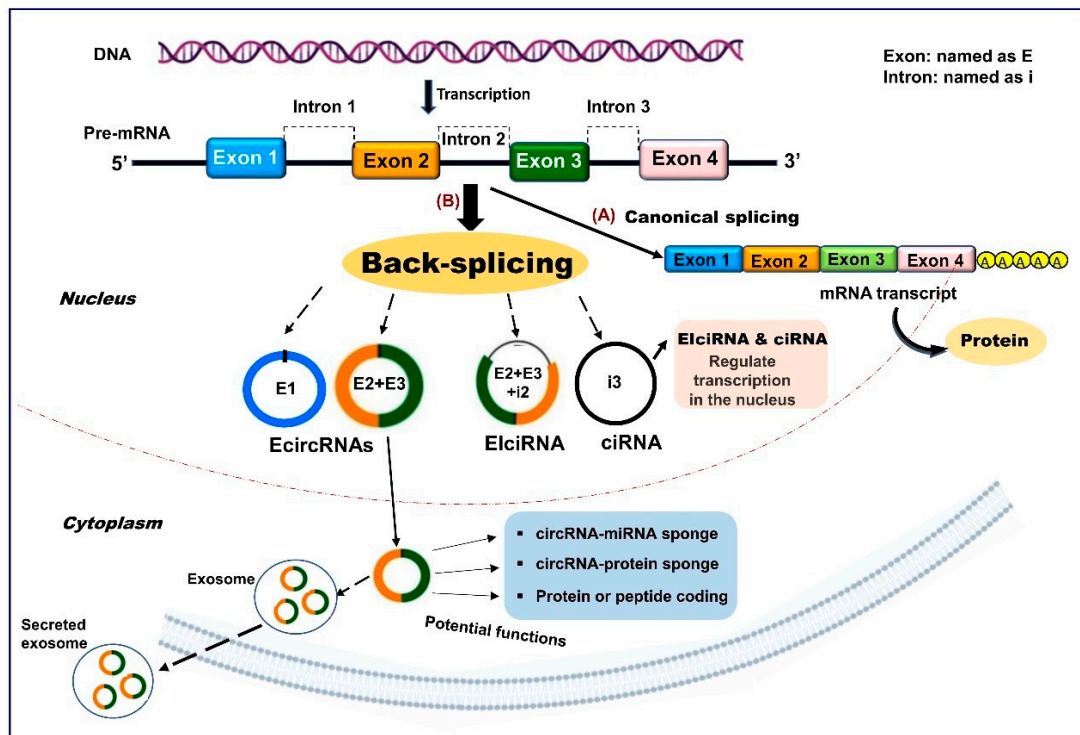 DNA
Exon: named as E
Intron: named as i
Transcription
Intron 1
Intron 3
Pre-mRNA
Intron 2
5’
Exon 1
Exon 2
Exon 3
Exon 4
3’
(B)
(A) Canonical splicing
Back-splicing
Exon 1
Exon 2
Exon 3
Exon 4
A A A A A
mRNA transcript
Nucleus
Protein
E1
E2+E3
E2+E3
+i2
i3
EIciRNA & ciRNA
Regulate
transcription
in the nucleus
EcircRNAs
EIciRNA
ciRNA
Cytoplasm
▪ circRNA-miRNA sponge
▪ circRNA-protein sponge
▪ Protein or peptide coding
Exosome
Potential functions
Secreted
exosome